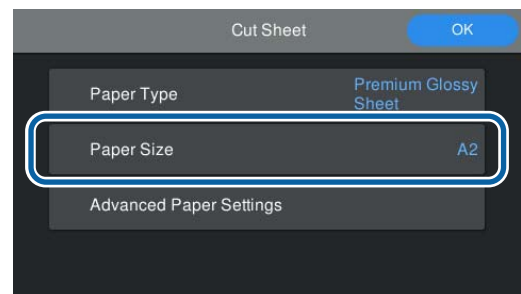 Cut Sheet
OK
Paper Type
Premium Glossy
Sheet
Paper Size
A2
Advanced Paper Settings